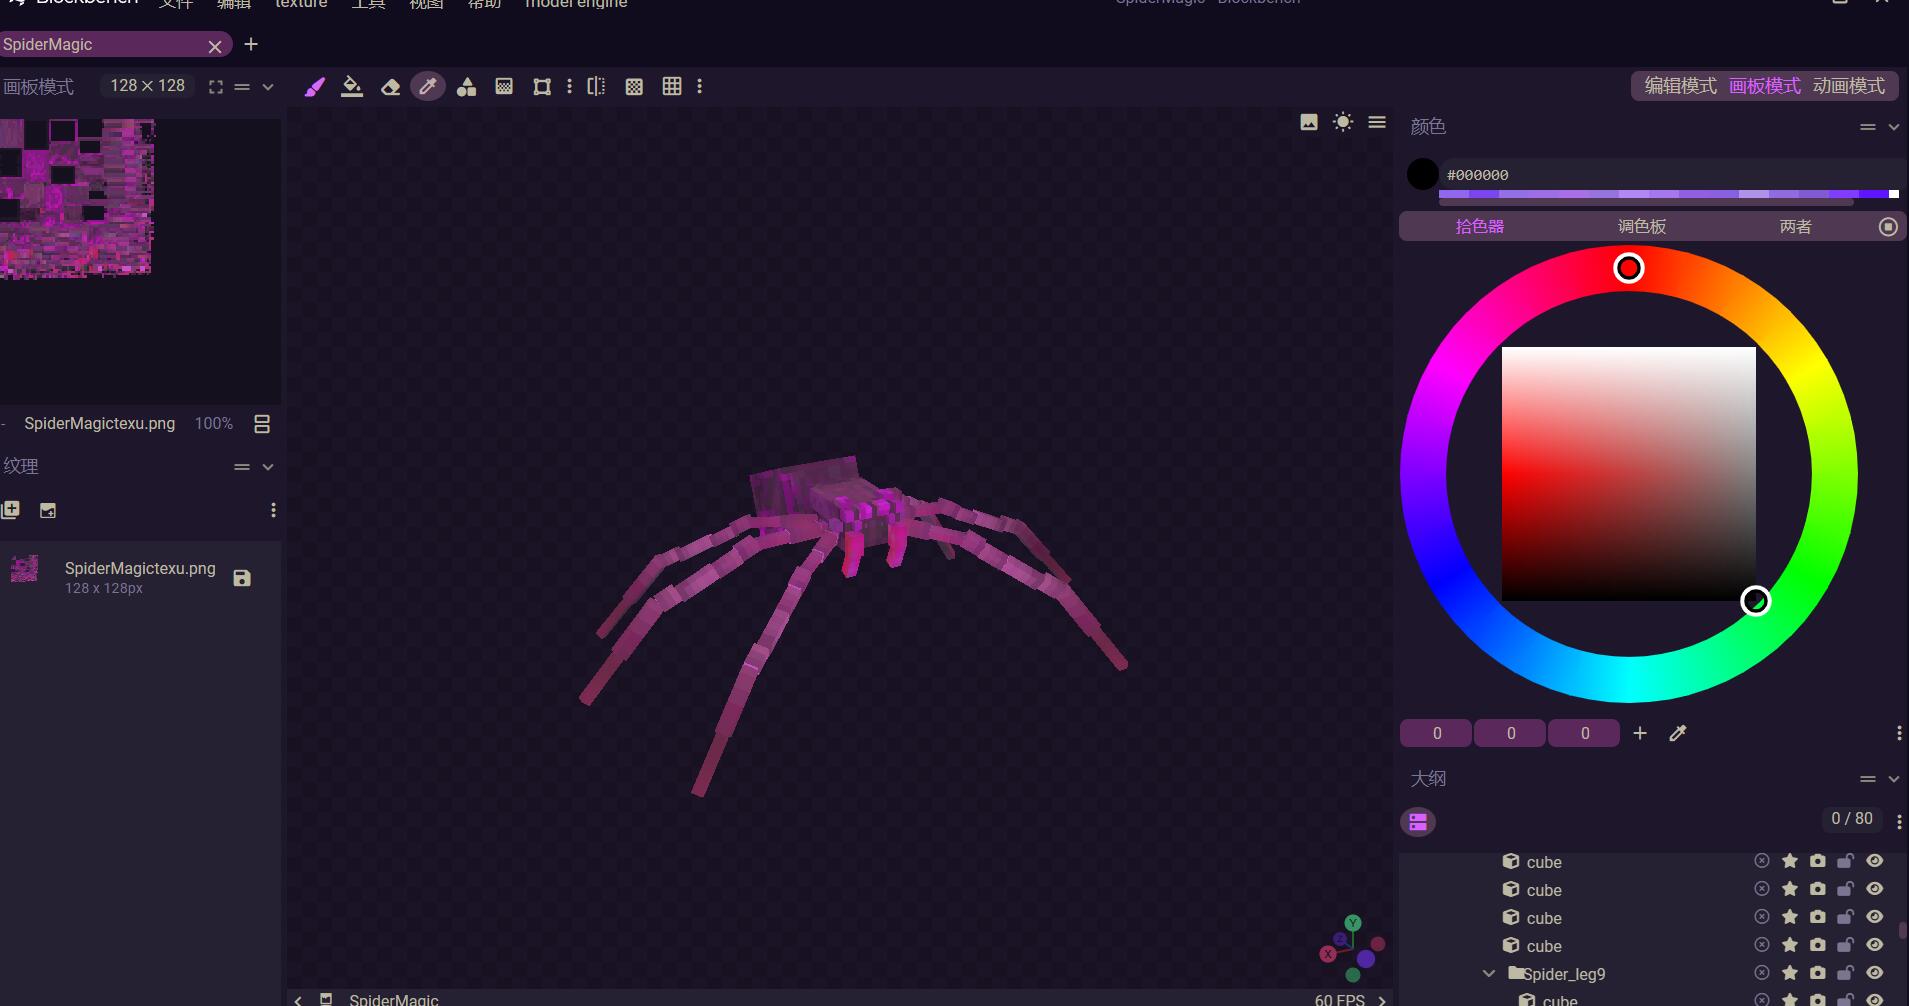 Blockbench 文件 编辑 texture 工具 视图 帮助 model engine SpiderMagic - Blockbench
SpiderMagic
画板模式 128 × 128
编辑模式 画板模式 动画模式
颜色
#000000
拾色器 调色板 两者
- SpiderMagictexu.png 100%
纹理
SpiderMagictexu.png
128 x 128px
0 0 0
大纲
0 / 80
cube
cube
cube
cube
Spider_leg9
cube
Y
Z
X
SpiderMagic 60 FPS